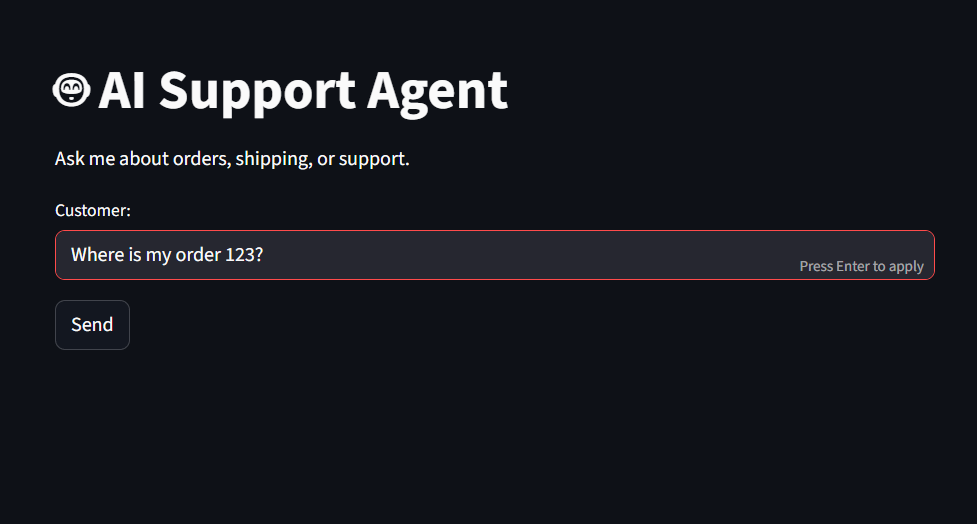 AI Support Agent
Ask me about orders, shipping, or support.
Customer:
Where is my order 123?
Press Enter to apply
Send